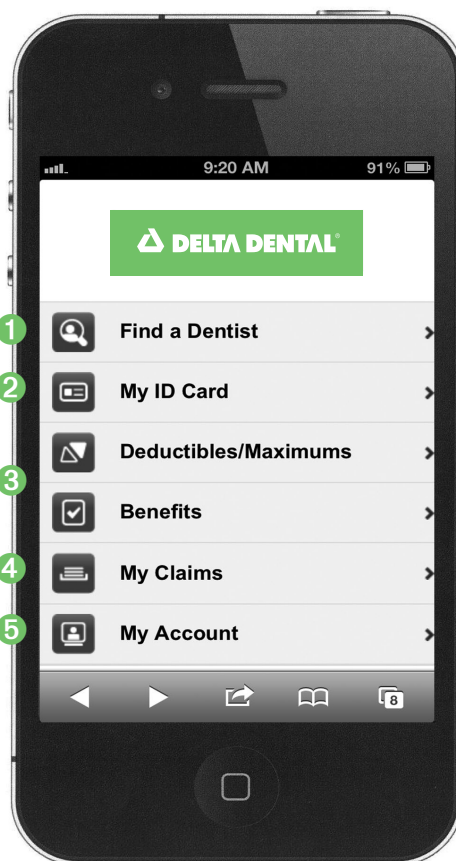 9:20 AM 91%
DELTA DENTAL®
1 Find a Dentist
2 My ID Card
Deductibles/Maximums
3
Benefits
4 My Claims
5 My Account
8